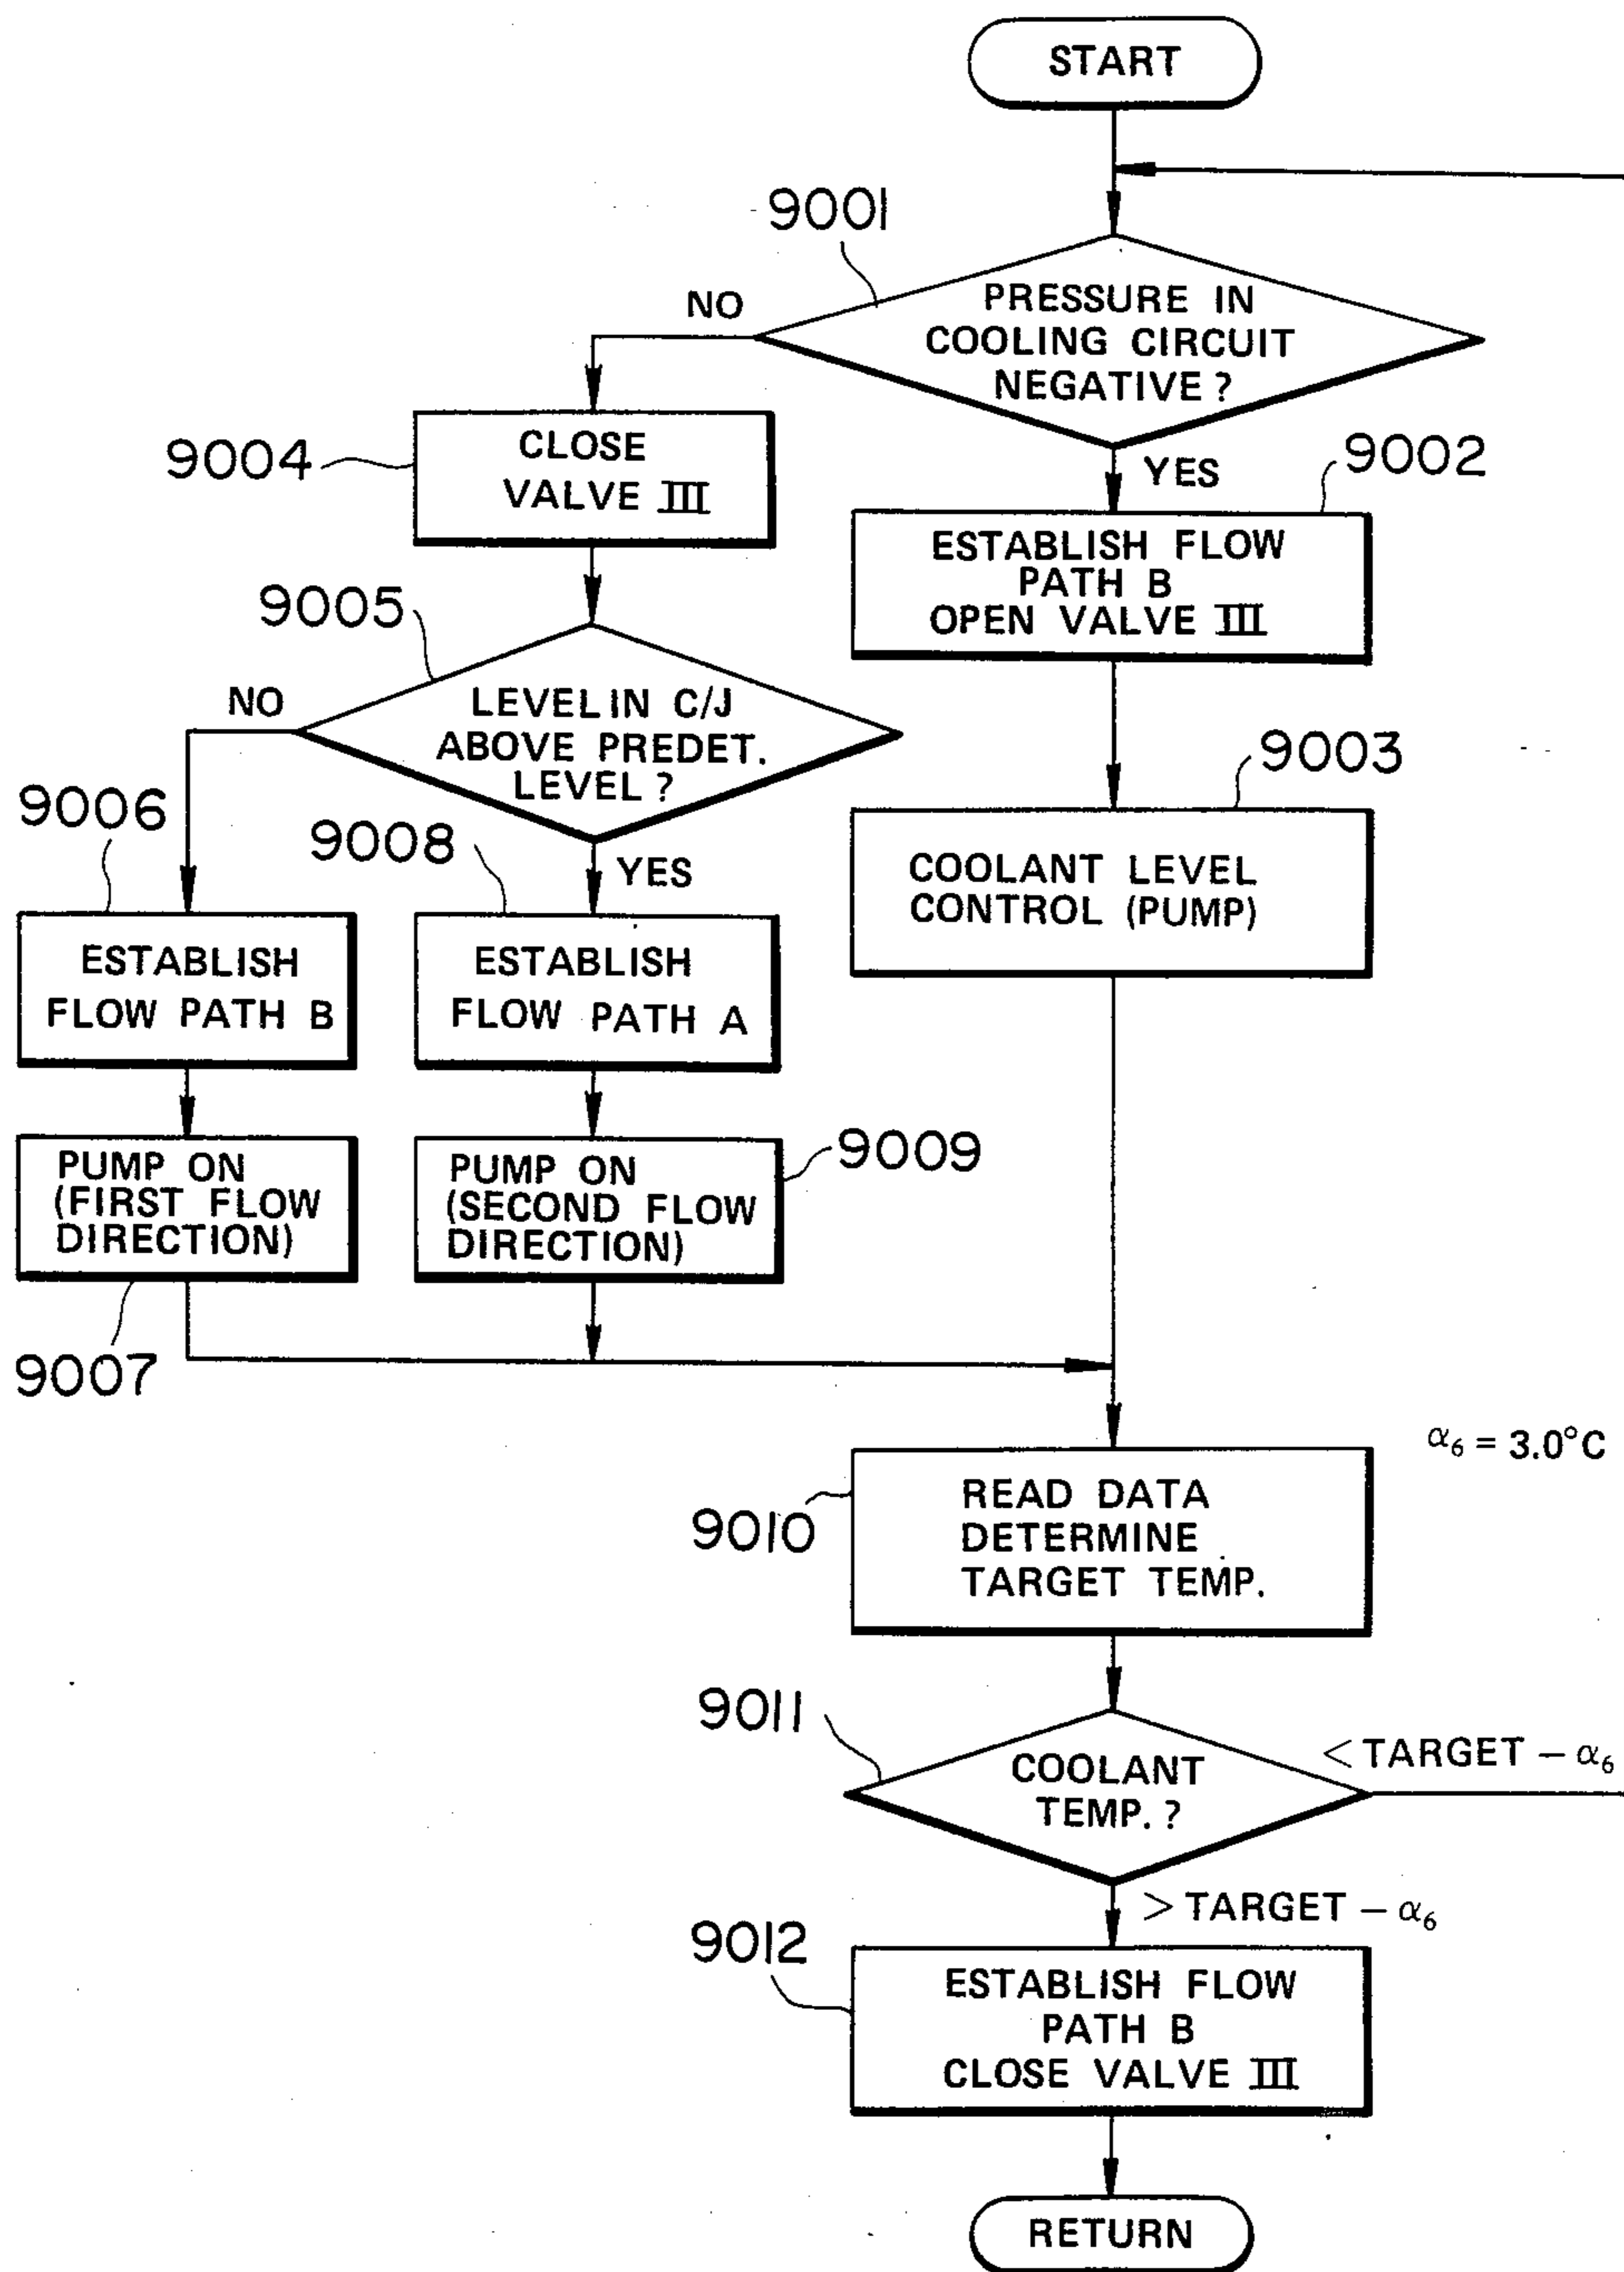 START
9001
NO
PRESSURE IN
COOLING CIRCUIT
NEGATIVE ?
YES
9004
CLOSE
VALVE III
9002
ESTABLISH FLOW
PATH B
OPEN VALVE III
9005
NO
LEVEL IN C/J
ABOVE PREDET.
LEVEL ?
YES
9003
COOLANT LEVEL
CONTROL (PUMP)
9006
ESTABLISH
FLOW PATH B
9008
ESTABLISH
FLOW PATH A
PUMP ON
(FIRST FLOW
DIRECTION)
9007
PUMP ON
(SECOND FLOW
DIRECTION)
9009
α₆ = 3.0°C
9010
READ DATA
DETERMINE
TARGET TEMP.
9011
COOLANT
TEMP. ?
< TARGET – α₆
> TARGET – α₆
9012
ESTABLISH FLOW
PATH B
CLOSE VALVE III
RETURN